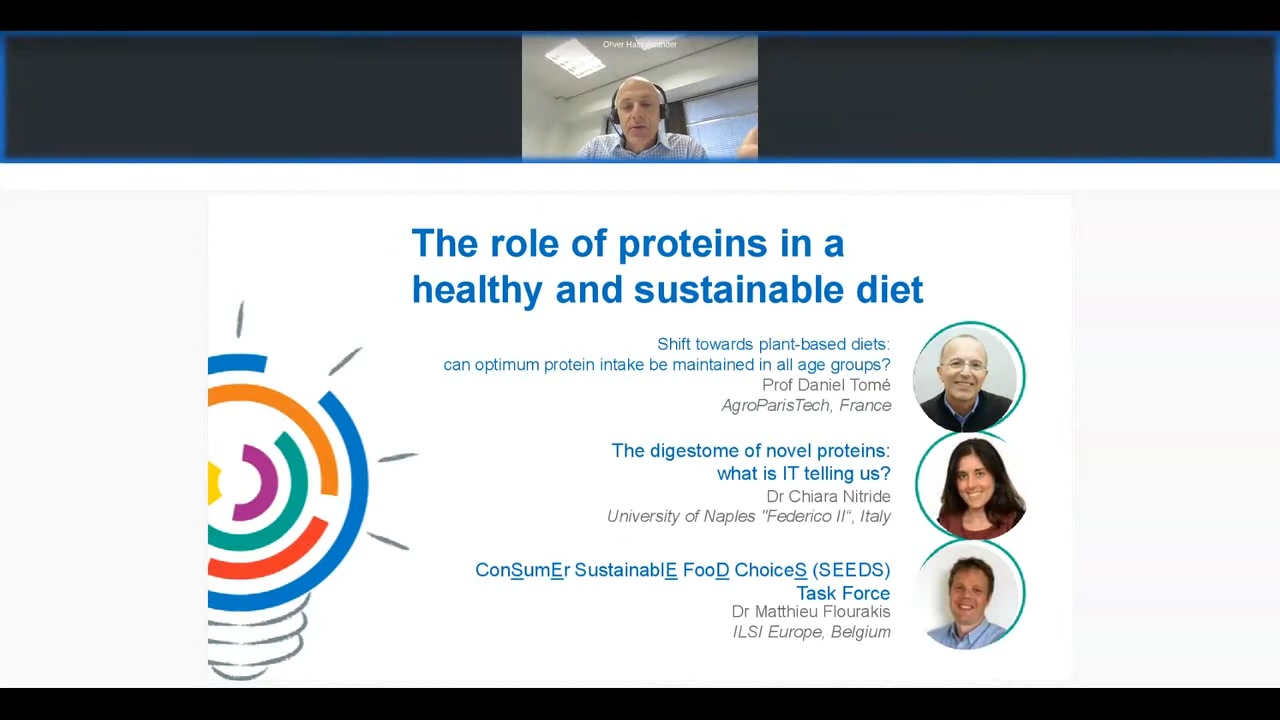 Oliver
The role of proteins in a
healthy and sustainable diet
Shift towards plant-based diets:
can optimum protein intake be maintained in all age groups?
Prof Daniel Tomé
AgroParisTech, France
The digestome of novel proteins:
what is IT telling us?
Dr Chiara Nitride
University of Naples "Federico II“, Italy
ConSumEr SustainablE FooD ChoiceS (SEEDS)
Task Force
Dr Matthieu Flourakis
ILSI Europe, Belgium